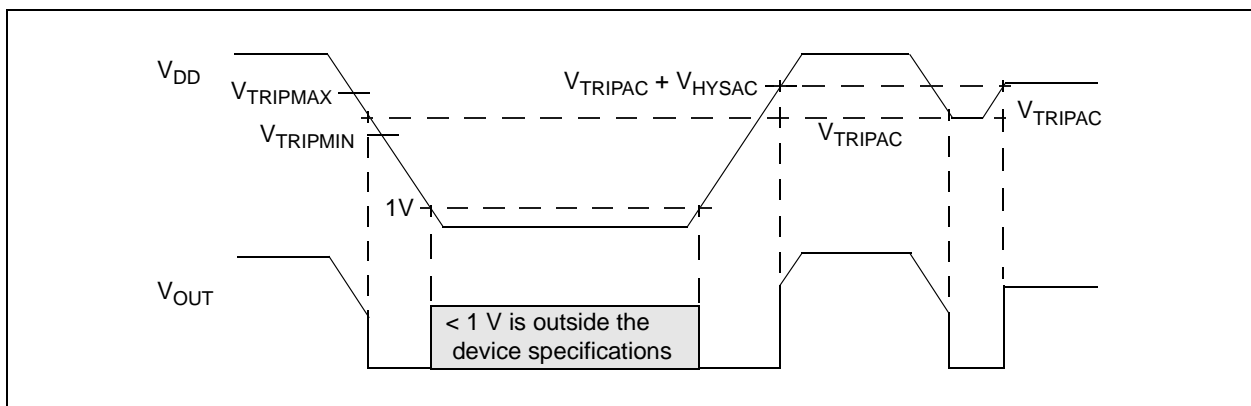 VDD
VTRIPMAX
VTRIPMIN
VTRIPAC + VHYSAC
VTRIPAC
VTRIPAC
1V
VOUT
< 1 V is outside the
device specifications